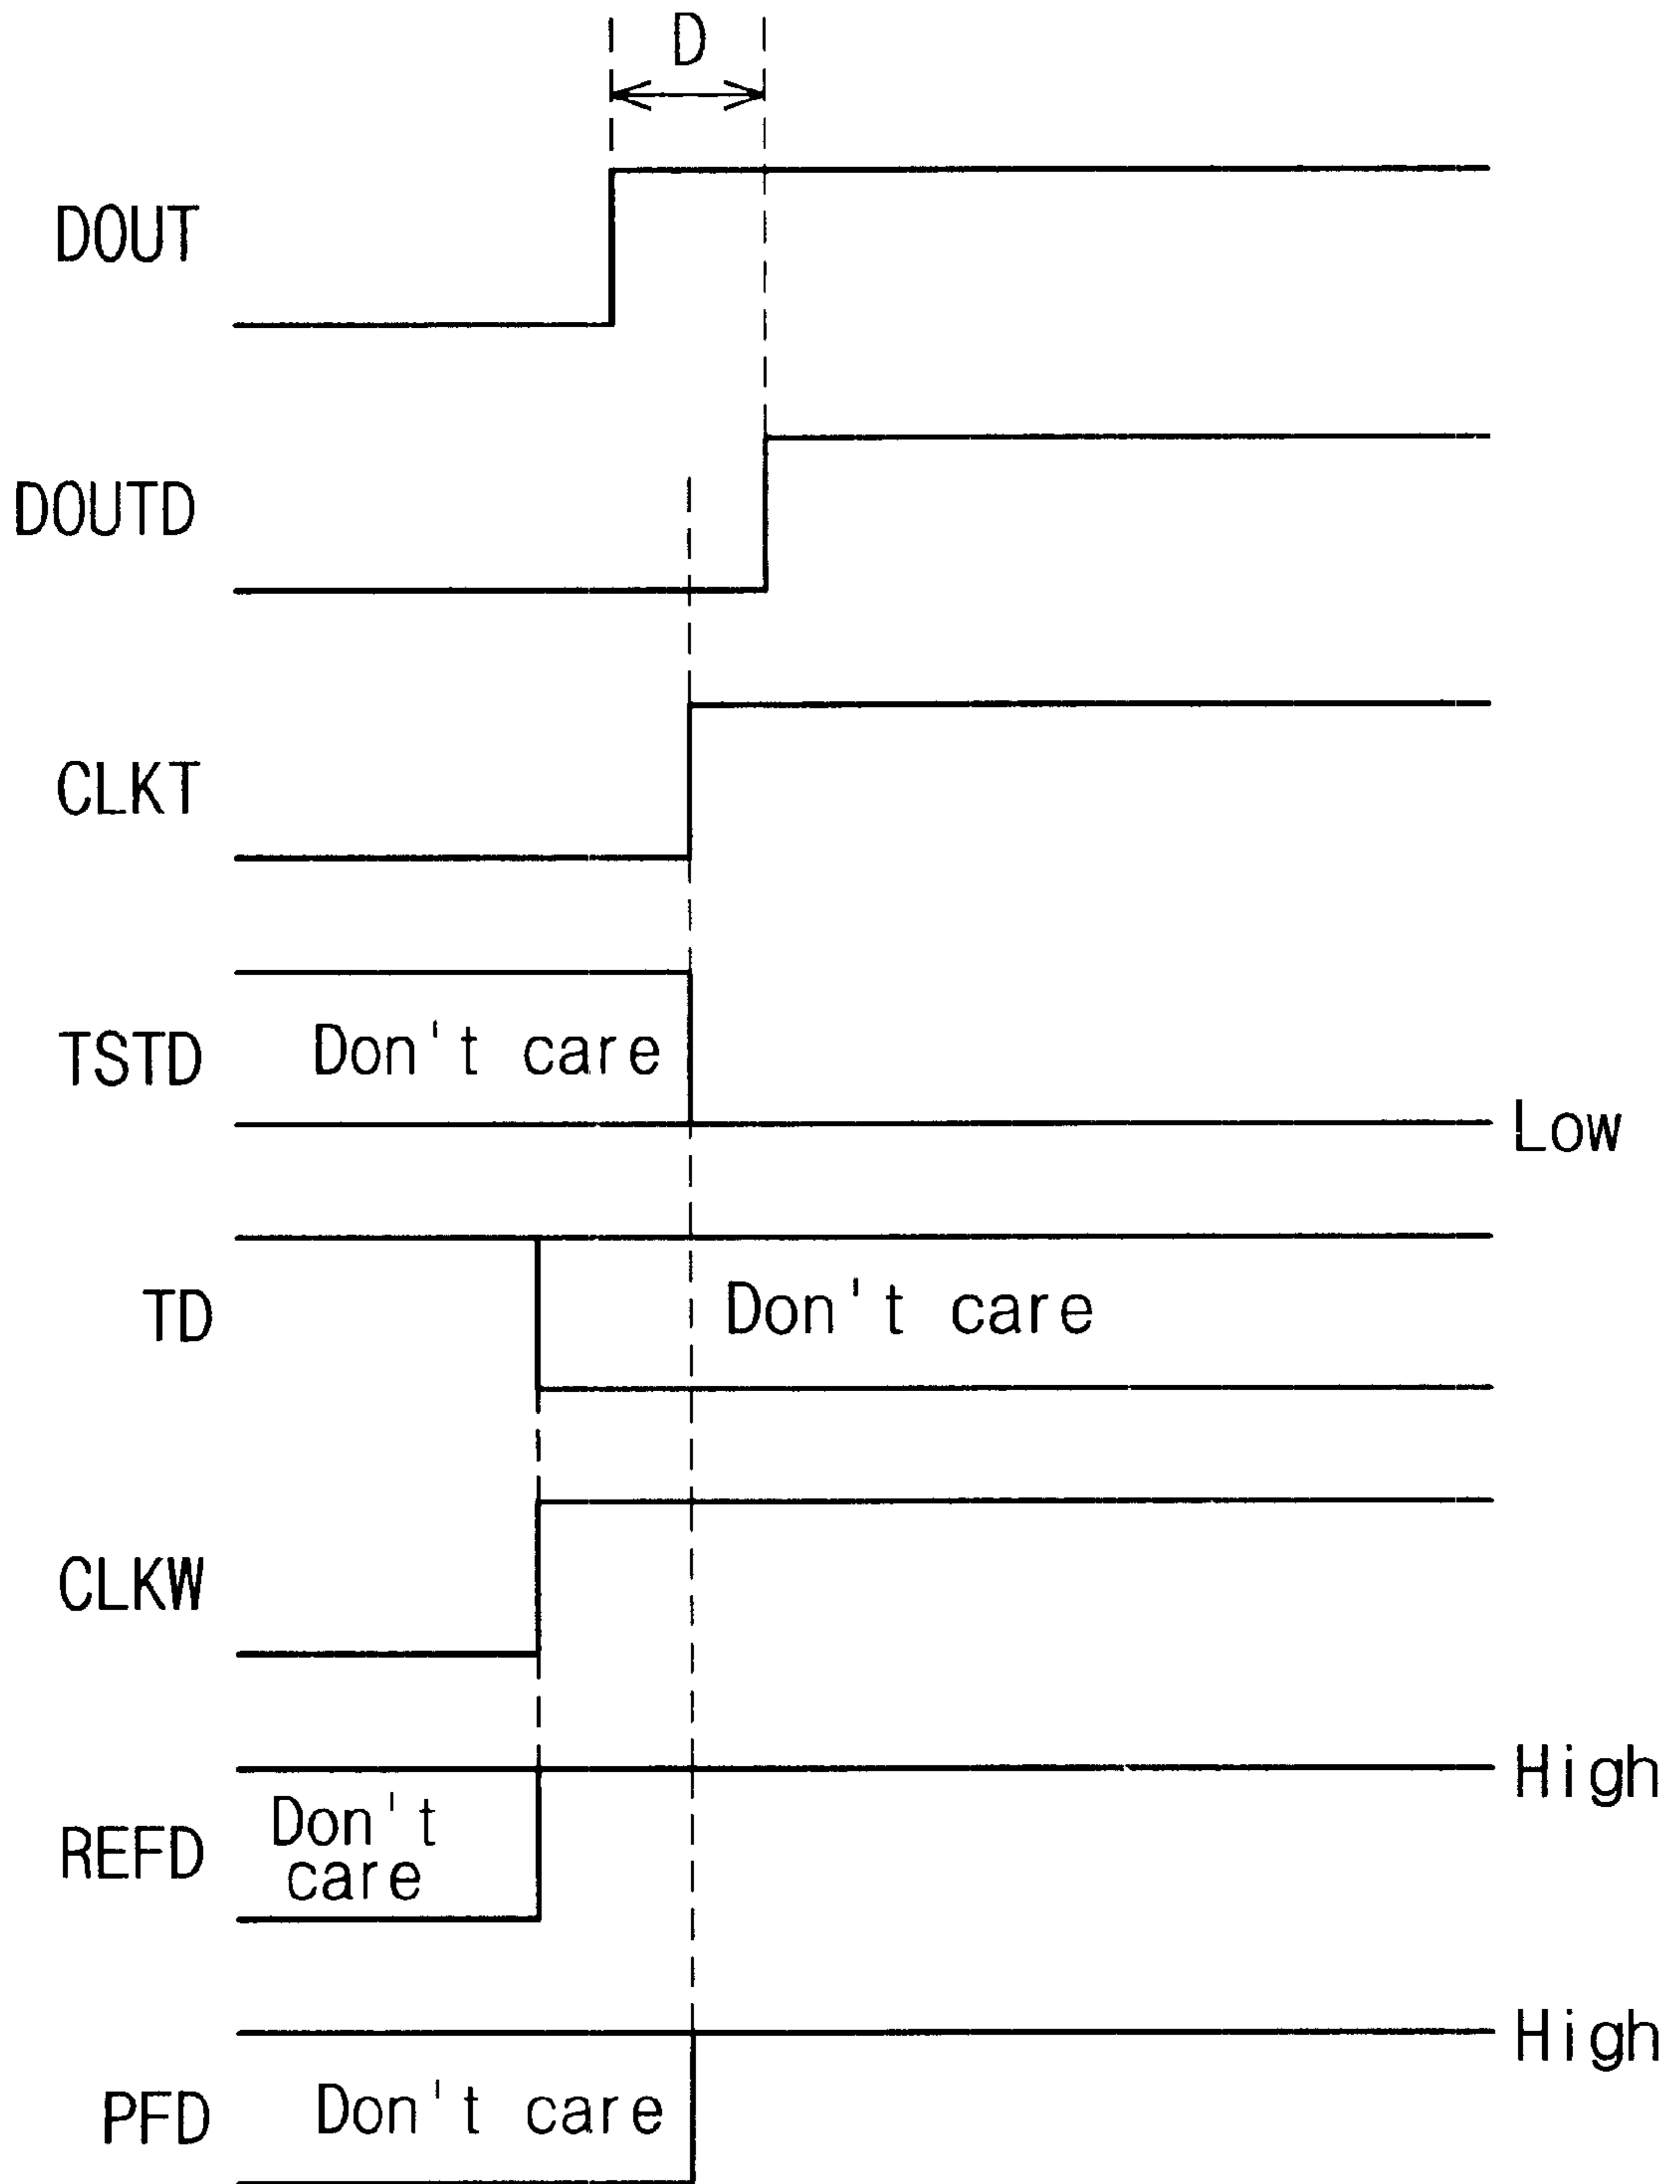 D
DOUT
DOUTD
CLKT
TSTD
Don't care
Low
TD
Don't care
CLKW
High
REFD
Don't
care
High
PFD
Don't care